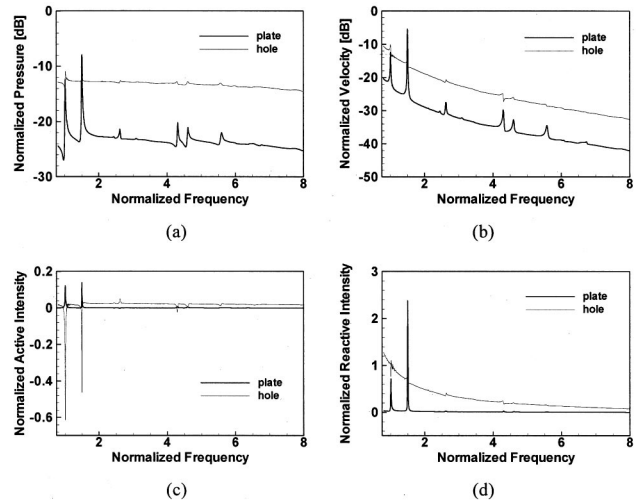 Normalized Pressure [dB]
0
-10
-20
-30
plate
hole
2
4
6
8
Normalized Frequency
(a)
Normalized Velocity [dB]
0
-10
-20
-30
-40
-50
plate
hole
2
4
6
8
Normalized Frequency
(b)
Normalized Active Intensity
0.2
0
-0.2
-0.4
-0.6
plate
hole
2
4
6
8
Normalized Frequency
(c)
Normalized Reactive Intensity
3
2
1
0
plate
hole
2
4
6
8
Normalized Frequency
(d)